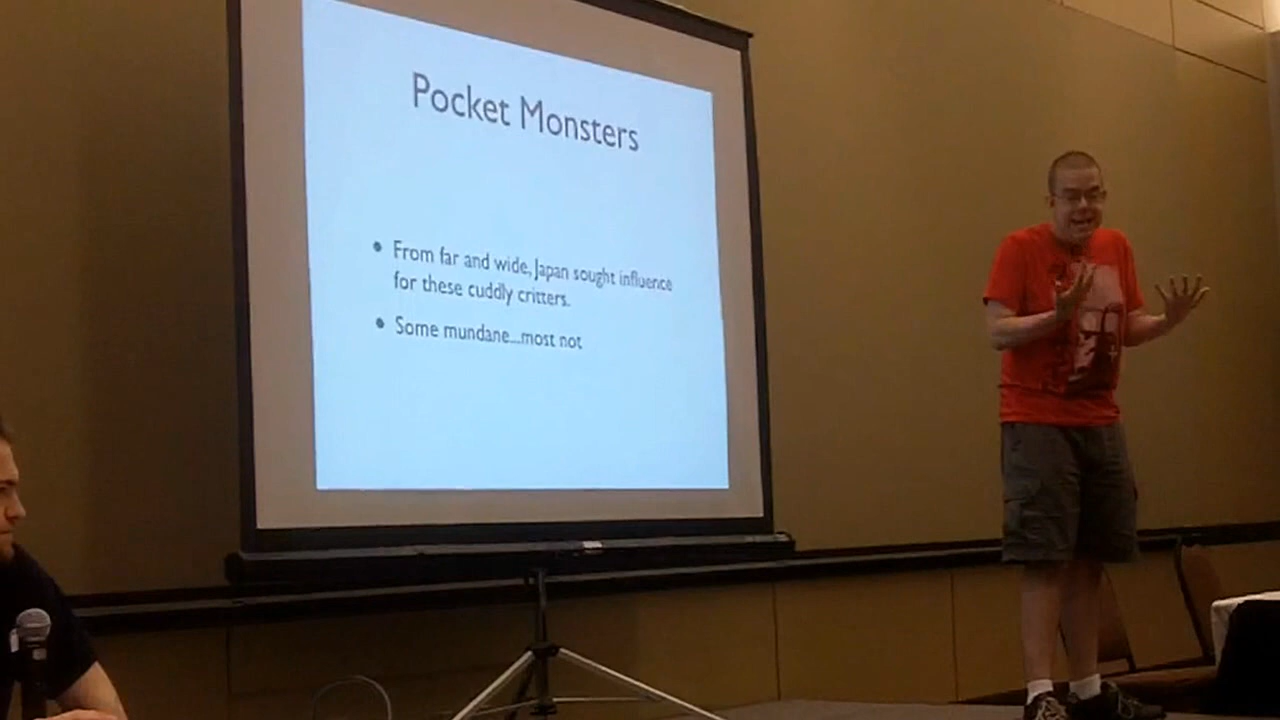 Pocket Monsters
• From far and wide, Japan sought influence
for these cuddly critters.
• Some mundane...most not